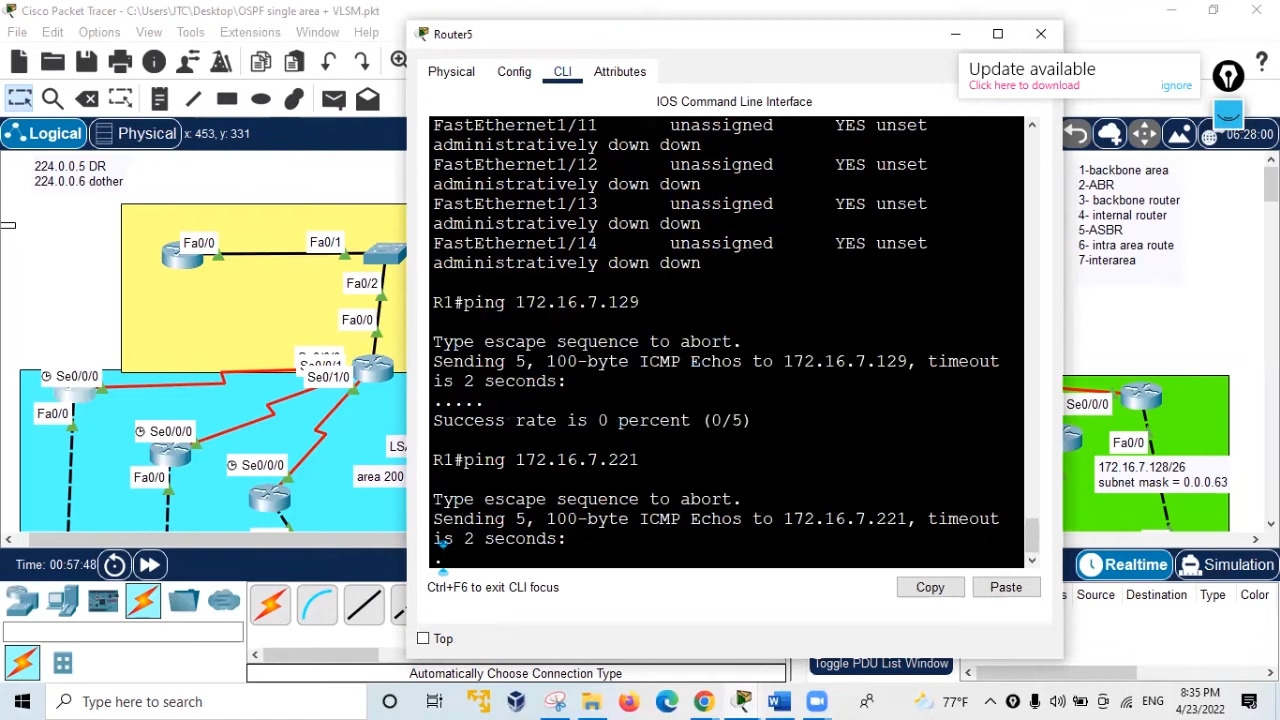 Cisco Packet Tracer - C:\Users\JTC\Desktop\OSPF single area + VLSM.pkt
File Edit Options View Tools Extensions Window Help
Router5
Physical Config CLI Attributes
Update available
Click here to download ignore
IOS Command Line Interface
Logical Physical x: 453, y: 331
06:28:00
224.0.0.5 DR
224.0.0.6 dother
Fa0/0
Fa0/1
Fa0/2
Fa0/0
Se0/1/0
Se0/0/0
Fa0/0
Se0/0/0
Fa0/0
Se0/0/0
area 200
FastEthernet1/11 unassigned YES unset
administratively down down
FastEthernet1/12 unassigned YES unset
administratively down down
FastEthernet1/13 unassigned YES unset
administratively down down
FastEthernet1/14 unassigned YES unset
administratively down down
R1#ping 172.16.7.129
Type escape sequence to abort.
Sending 5, 100-byte ICMP Echos to 172.16.7.129, timeout
is 2 seconds:
.....
Success rate is 0 percent (0/5)
R1#ping 172.16.7.221
Type escape sequence to abort.
Sending 5, 100-byte ICMP Echos to 172.16.7.221, timeout
is 2 seconds:
.
Ctrl+F6 to exit CLI focus
Copy Paste
Top
1-backbone area
2-ABR
3- backbone router
4- internal router
5-ASBR
6- intra area route
7-interarea
Se0/0/0
Fa0/0
172.16.7.128/26
subnet mask = 0.0.0.63
Time: 00:57:48
Realtime Simulation
Source Destination Type Color
Automatically Choose Connection Type
Toggle PDU List Window
Type here to search
77°F
ENG
8:35 PM
4/23/2022